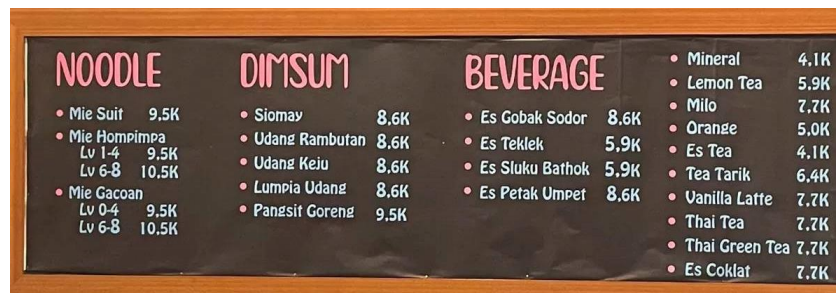 NOODLE
Mie Suit 9.5K
Mie Hompimpa
Lv 1-4 9.5K
Lv 6-8 10.5K
Mie Gacoan
Lv 0-4 9.5K
Lv 6-8 10.5K
DIMSUM
Siomay 8.6K
Udang Rambutan 8.6K
Udang Keju 8.6K
Lumpia Udang 8.6K
Pangsit Goreng 9.5K
BEVERAGE
Es Gobak Sodor 8.6K
Es Teklek 5.9K
Es Sluku Bathok 5.9K
Es Petak Umpet 8.6K
Mineral 4.1K
Lemon Tea 5.9K
Milo 7.7K
Orange 5.0K
Es Tea 4.1K
Tea Tarik 6.4K
Vanilla Latte 7.7K
Thai Tea 7.7K
Thai Green Tea 7.7K
Es Coklat 7.7K